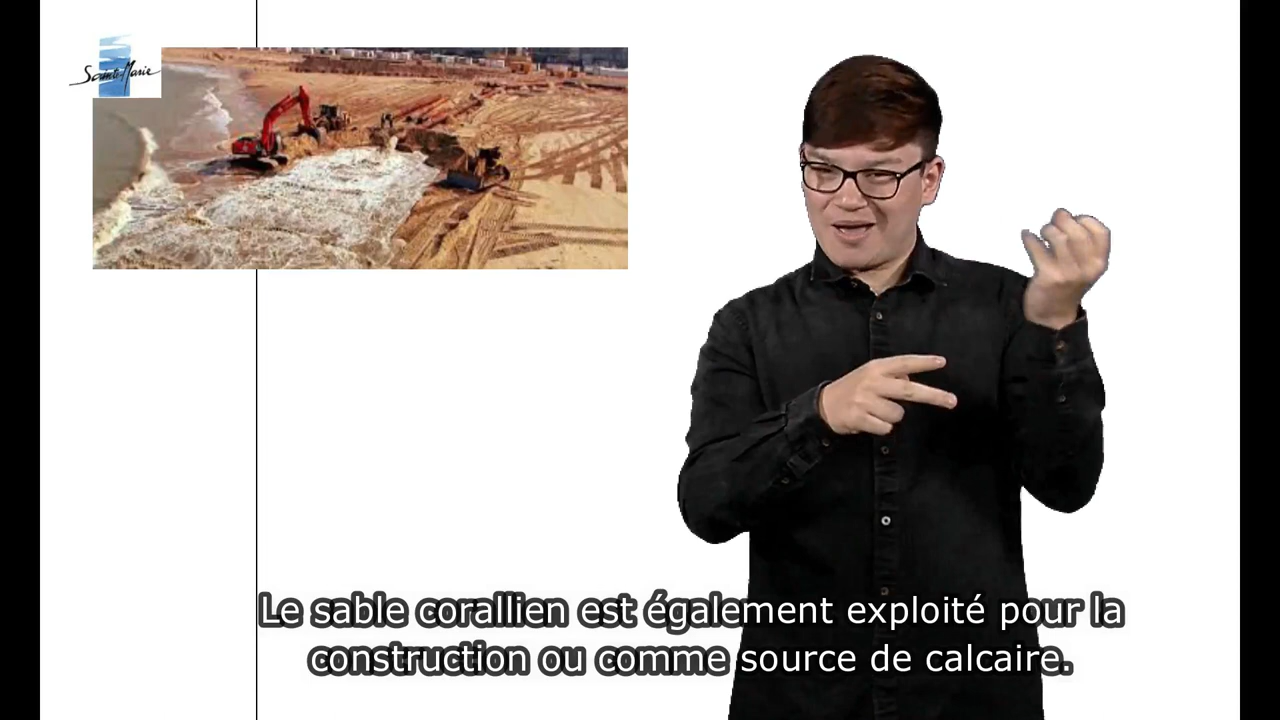 Sainte Marie
Le sable corallien est également exploité pour la
construction ou comme source de calcaire.